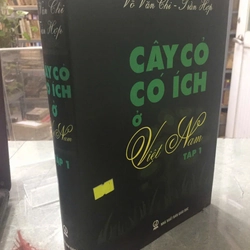 Võ Văn Chi - Trần Hợp
CÂY CỎ
CÓ ÍCH
Ở
Việt Nam
TẬP 1
CÂY CỎ
CÓ ÍCH
Ở
Việt Nam
TẬP 1